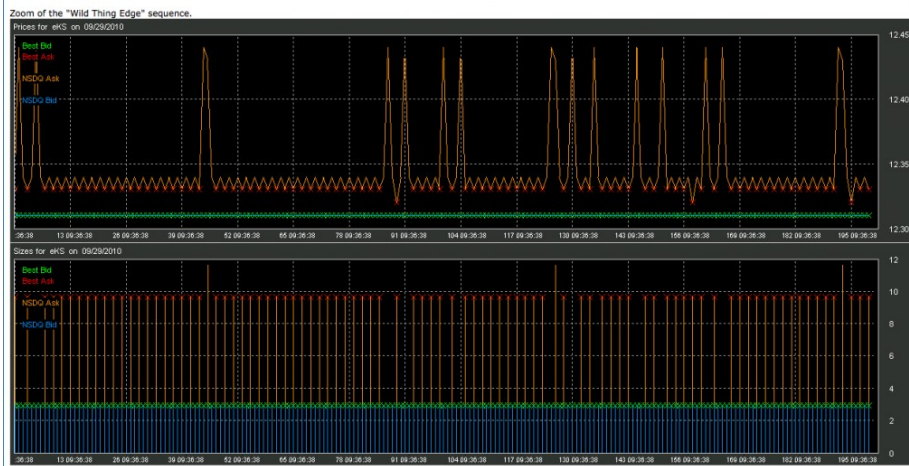 Zoom of the "Wild Thing Edge" sequence.
Prices for eKS on 09/29/2010
Best Bid
Best Ask
NSDQ Ask
NSDQ Bid
12.45
12.40
12.35
12.30
:36:38 13 09:36:38 26 09:36:38 39 09:36:38 52 09:36:38 65 09:36:38 78 09:36:38 91 09:36:38 104 09:36:38 117 09:36:38 130 09:36:38 143 09:36:38 156 09:36:38 169 09:36:38 182 09:36:38 195 09:36:38
Sizes for eKS on 09/29/2010
Best Bid
Best Ask
NSDQ Ask
NSDQ Bid
12
10
8
6
4
2
0
:36:38 13 09:36:38 26 09:36:38 39 09:36:38 52 09:36:38 65 09:36:38 78 09:36:38 91 09:36:38 104 09:36:38 117 09:36:38 130 09:36:38 143 09:36:38 156 09:36:38 169 09:36:38 182 09:36:38 195 09:36:38